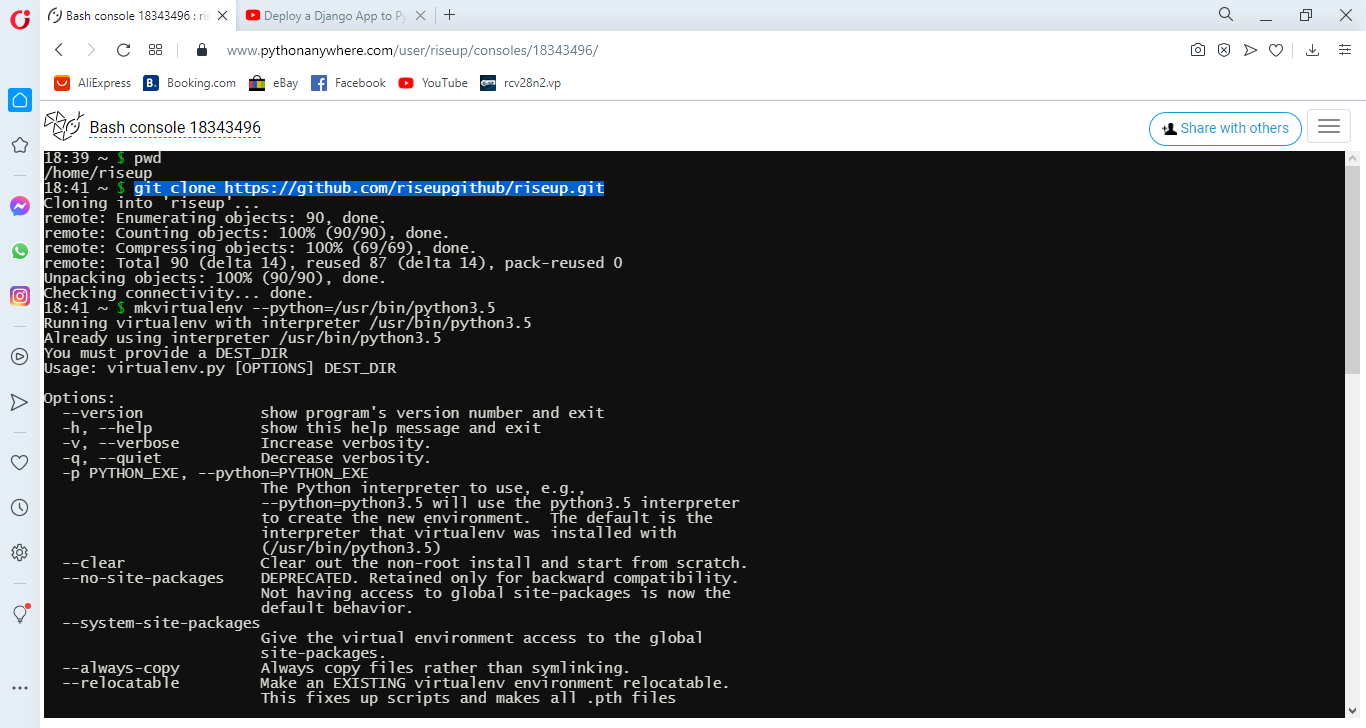 Bash console 18343496 : ris
Deploy a Django App to Py
www.pythonanywhere.com/user/riseup/consoles/18343496/
AliExpress
B. Booking.com
eBay
Facebook
YouTube
rcv28n2.vp
Bash console 18343496
Share with others
18:39 ~ $ pwd
/home/riseup
18:41 ~ $ git clone https://github.com/riseupgithub/riseup.git
Cloning into 'riseup'...
remote: Enumerating objects: 90, done.
remote: Counting objects: 100% (90/90), done.
remote: Compressing objects: 100% (69/69), done.
remote: Total 90 (delta 14), reused 87 (delta 14), pack-reused 0
Unpacking objects: 100% (90/90), done.
Checking connectivity... done.
18:41 ~ $ mkvirtualenv --python=/usr/bin/python3.5
Running virtualenv with interpreter /usr/bin/python3.5
Already using interpreter /usr/bin/python3.5
You must provide a DEST_DIR
Usage: virtualenv.py [OPTIONS] DEST_DIR
Options:
--version show program's version number and exit
-h, --help show this help message and exit
-v, --verbose Increase verbosity.
-q, --quiet Decrease verbosity.
-p PYTHON_EXE, --python=PYTHON_EXE
The Python interpreter to use, e.g.,
--python=python3.5 will use the python3.5 interpreter
to create the new environment. The default is the
interpreter that virtualenv was installed with
(/usr/bin/python3.5)
--clear Clear out the non-root install and start from scratch.
--no-site-packages DEPRECATED. Retained only for backward compatibility.
Not having access to global site-packages is now the
default behavior.
--system-site-packages
Give the virtual environment access to the global
site-packages.
--always-copy Always copy files rather than symlinking.
--relocatable Make an EXISTING virtualenv environment relocatable.
This fixes up scripts and makes all .pth files